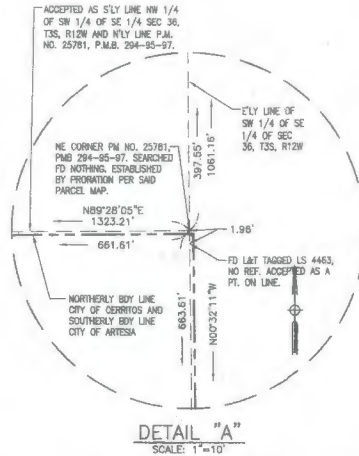 ACCEPTED AS S'LY LINE NW 1/4
OF SW 1/4 OF SE 1/4 SEC 36,
T3S, R12W AND N'LY LINE P.M.
NO. 25781, P.M.B. 294-95-97.
E'LY LINE OF
SW 1/4 OF SE
1/4 OF SEC
36, T3S, R12W
397.55'
1061.16'
NE CORNER PM NO. 25781,
PMB 294-95-97. SEARCHED
FD NOTHING. ESTABLISHED
BY PRORATION PER SAID
PARCEL MAP.
N89°28'05"E
1323.21'
661.61'
1.96'
FD L&T TAGGED LS 4463,
NO REF. ACCEPTED AS A
PT. ON LINE.
NORTHERLY BDY LINE
CITY OF CERRITOS AND
SOUTHERLY BDY LINE
CITY OF ARTESIA
663.61'
N00°32'11"W
DETAIL "A"
SCALE: 1"=10'